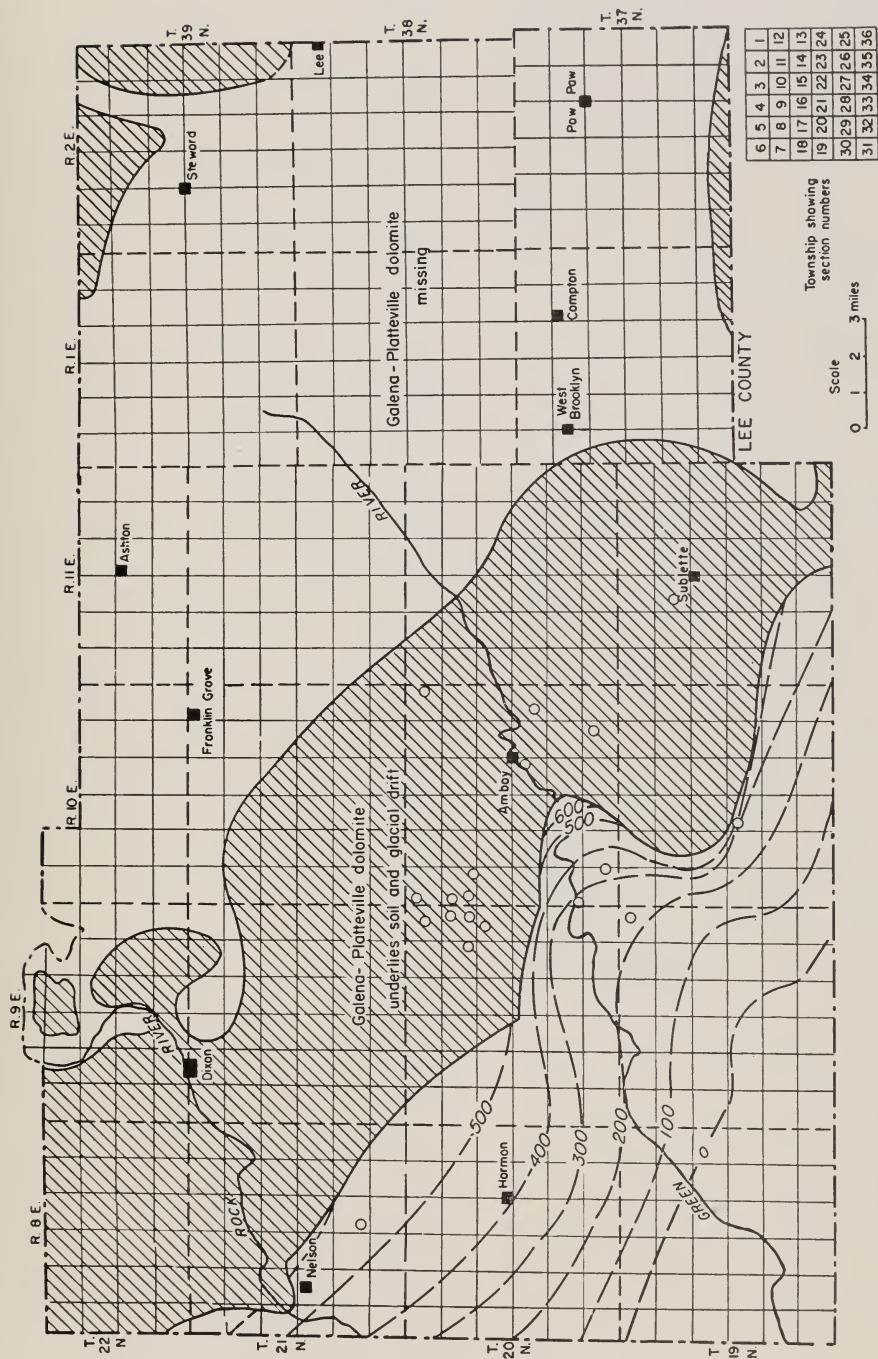 R. 8 E.
R. 9 E.
R. 10 E.
R. 11 E.
R. 1 E.
R. 2 E.
T. 22 N
T. 21 N.
T. 20 N.
T. 19 N.
T. 39 N.
T. 38 N.
T. 37 N.
Dixon
RIVER
ROCK
Nelson
Harmon
Franklin Grove
Ashton
Steward
Lee
Galena-Platteville dolomite
underlies soil and glacial drift
Galena-Platteville dolomite
missing
RIVER
Amboy
600
500
500
400
300
200
100
0
GREEN
Sublette
West
Brooklyn
Compton
Paw Paw
LEE COUNTY
Scale
0 1 2 3 miles
Township showing
section numbers
6 5 4 3 2 1
7 8 9 10 11 12
18 17 16 15 14 13
19 20 21 22 23 24
30 29 28 27 26 25
31 32 33 34 35 36